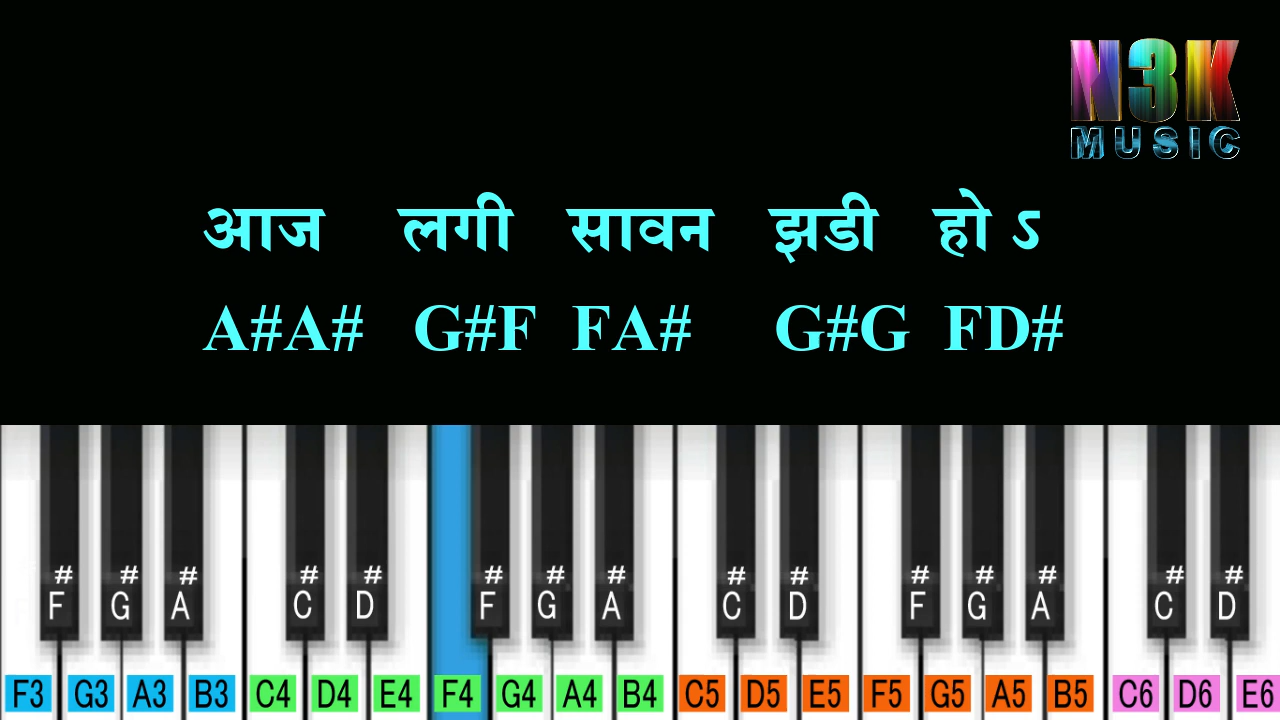 N3K
MUSIC
आज लगी सावन झडी हो ऽ
A#A# G#F FA# G#G FD#
# # # # # # # # # # # # # # #
F G A C D F G A C D F G A C D
F3 G3 A3 B3 C4 D4 E4 F4 G4 A4 B4 C5 D5 E5 F5 G5 A5 B5 C6 D6 E6